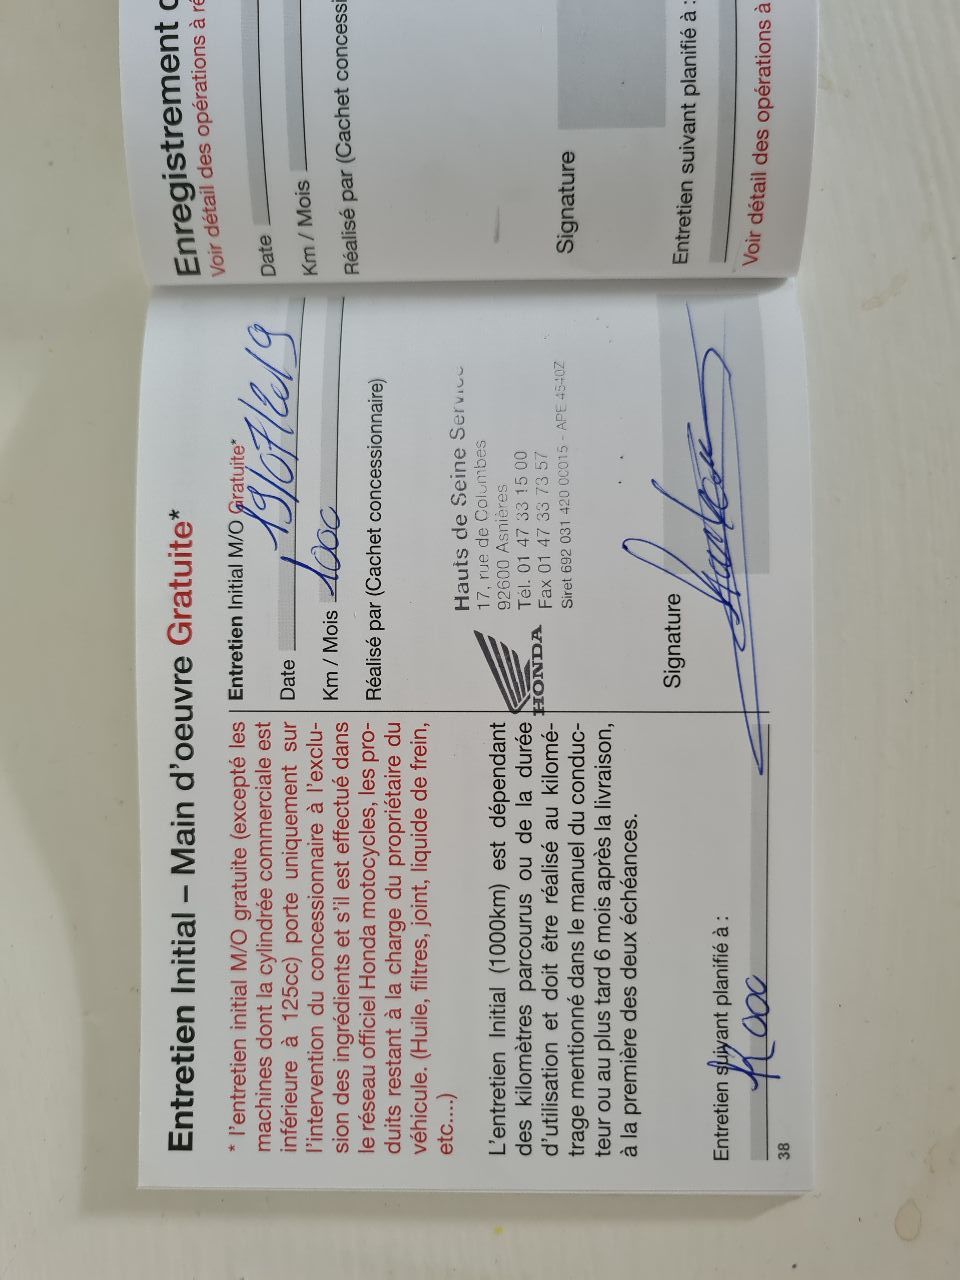 Entretien Initial – Main d'oeuvre Gratuite*
* l'entretien initial M/O gratuite (excepté les
machines dont la cylindrée commerciale est
inférieure à 125cc) porte uniquement sur
l'intervention du concessionnaire à l'exclu-
sion des ingrédients et s'il est effectué dans
le réseau officiel Honda motocycles, les pro-
duits restant à la charge du propriétaire du
véhicule. (Huile, filtres, joint, liquide de frein,
etc....)
L'entretien Initial (1000km) est dépendant
des kilomètres parcourus ou de la durée
d'utilisation et doit être réalisé au kilomé-
trage mentionné dans le manuel du conduc-
teur ou au plus tard 6 mois après la livraison,
à la première des deux échéances.
Entretien suivant planifié à :
000
38
Entretien Initial M/O Gratuite*
Date 19/07/2019
Km / Mois 1000
Réalisé par (Cachet concessionnaire)
HONDA
Hauts de Seine Service
17, rue de Columbes
92600 Asnières
Tél. 01 47 33 15 00
Fax 01 47 33 73 57
Siret 692 031 420 00015 - APE 4540Z
Signature
Enregistrement
Voir détail des opérations à
Date
Km / Mois
Réalisé par (Cachet
Signature
Entretien suivant planifié à :
Voir détail des opérations à